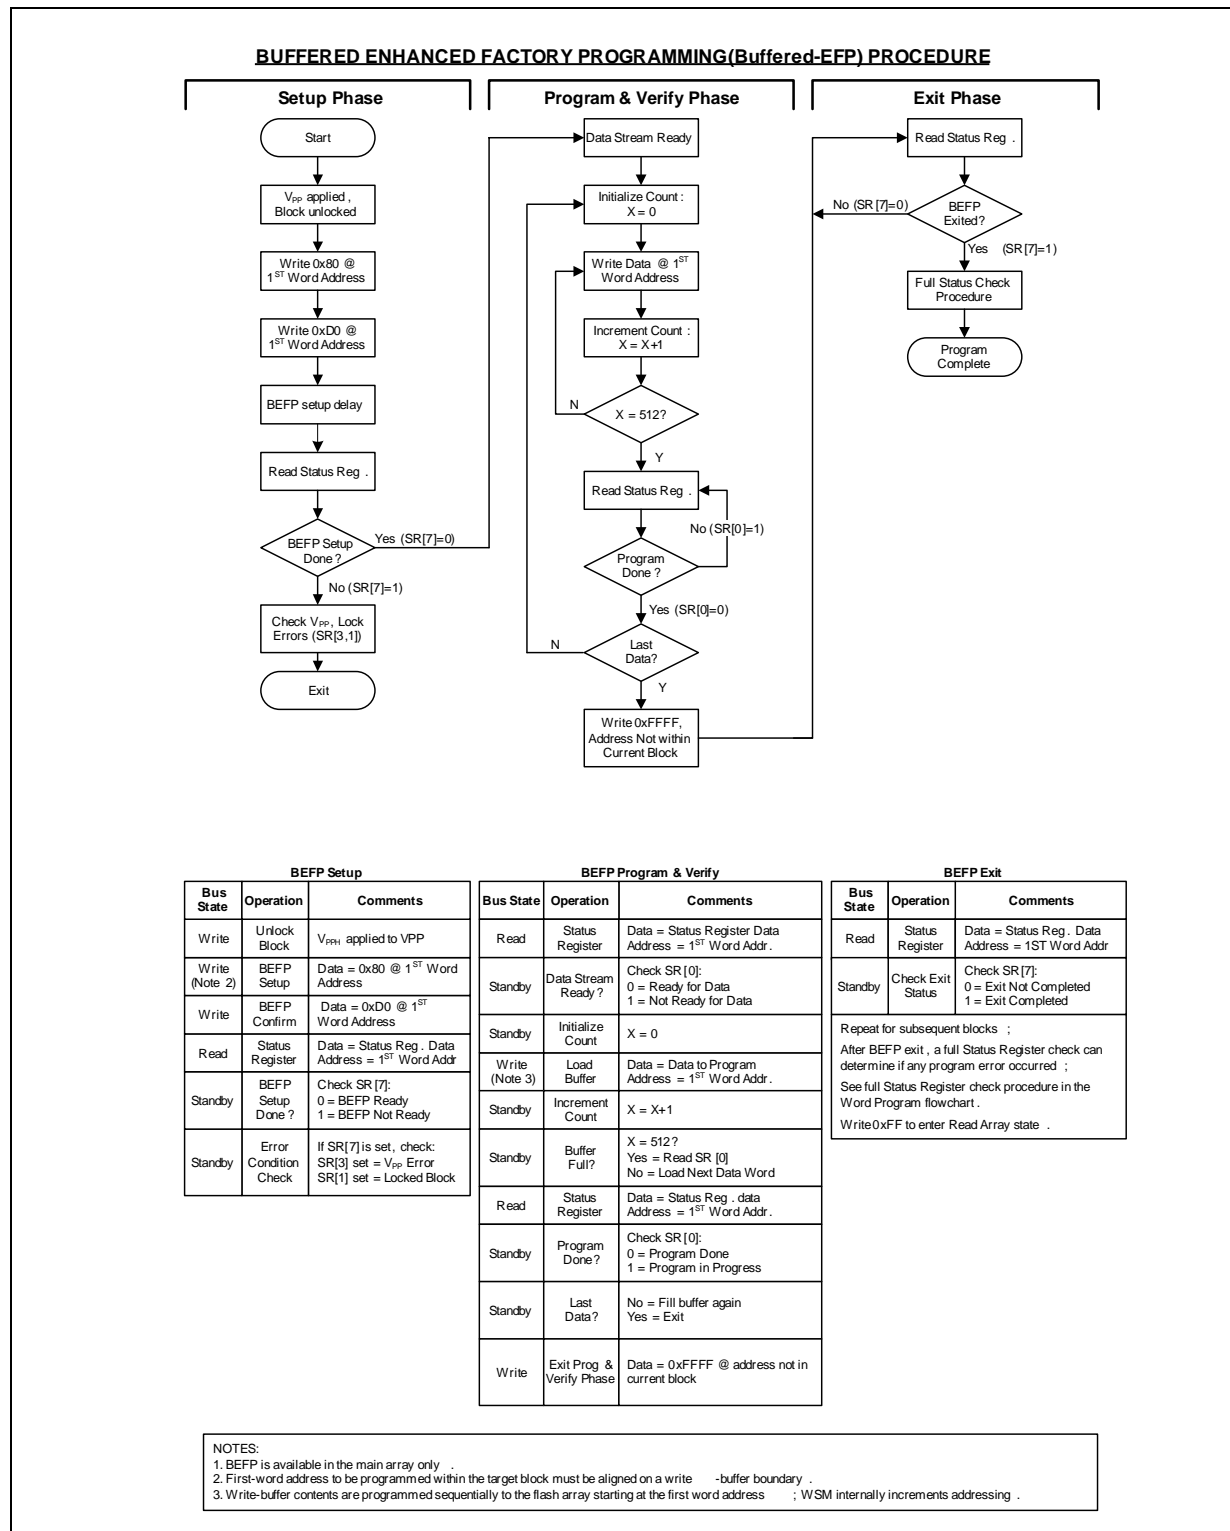 BUFFERED ENHANCED FACTORY PROGRAMMING(Buffered-EFP) PROCEDURE
Setup Phase
Start
VPP applied ,
Block unlocked
Write 0x80 @
1ST Word Address
Write 0xD0 @
1ST Word Address
BEFP setup delay
Read Status Reg .
BEFP Setup
Done ?
Yes (SR[7]=0)
No (SR[7]=1)
Check VPP, Lock
Errors (SR[3,1])
Exit
Program & Verify Phase
Data Stream Ready
Initialize Count :
X = 0
Write Data @ 1ST
Word Address
Increment Count :
X = X+1
N
X = 512?
Y
Read Status Reg .
No (SR[0]=1)
Program
Done ?
Yes (SR[0]=0)
N
Last
Data?
Y
Write 0xFFFF,
Address Not within
Current Block
Exit Phase
Read Status Reg .
No (SR[7]=0)
BEFP
Exited?
Yes (SR[7]=1)
Full Status Check
Procedure
Program
Complete
BEFP Setup
Bus
State
Operation
Comments
Write
Unlock
Block
VPPH applied to VPP
Write
(Note 2)
BEFP
Setup
Data = 0x80 @ 1ST Word
Address
Write
BEFP
Confirm
Data = 0xD0 @ 1ST
Word Address
Read
Status
Register
Data = Status Reg. Data
Address = 1ST Word Addr
Standby
BEFP
Setup
Done ?
Check SR[7]:
0 = BEFP Ready
1 = BEFP Not Ready
Standby
Error
Condition
Check
If SR[7] is set, check:
SR[3] set = VPP Error
SR[1] set = Locked Block
BEFP Program & Verify
Bus State
Operation
Comments
Read
Status
Register
Data = Status Register Data
Address = 1ST Word Addr.
Standby
Data Stream
Ready ?
Check SR [0]:
0 = Ready for Data
1 = Not Ready for Data
Standby
Initialize
Count
X = 0
Write
(Note 3)
Load
Buffer
Data = Data to Program
Address = 1ST Word Addr.
Standby
Increment
Count
X = X+1
Standby
Buffer
Full?
X = 512?
Yes = Read SR [0]
No = Load Next Data Word
Read
Status
Register
Data = Status Reg . data
Address = 1ST Word Addr.
Standby
Program
Done?
Check SR [0]:
0 = Program Done
1 = Program in Progress
Standby
Last
Data?
No = Fill buffer again
Yes = Exit
Write
Exit Prog &
Verify Phase
Data = 0xFFFF @ address not in
current block
BEFP Exit
Bus
State
Operation
Comments
Read
Status
Register
Data = Status Reg . Data
Address = 1ST Word Addr
Standby
Check Exit
Status
Check SR[7]:
0 = Exit Not Completed
1 = Exit Completed
Repeat for subsequent blocks ;
After BEFP exit , a full Status Register check can
determine if any program error occurred ;
See full Status Register check procedure in the
Word Program flowchart .
Write 0xFF to enter Read Array state .
NOTES:
1. BEFP is available in the main array only .
2. First-word address to be programmed within the target block must be aligned on a write -buffer boundary .
3. Write-buffer contents are programmed sequentially to the flash array starting at the first word address ; WSM internally increments addressing .